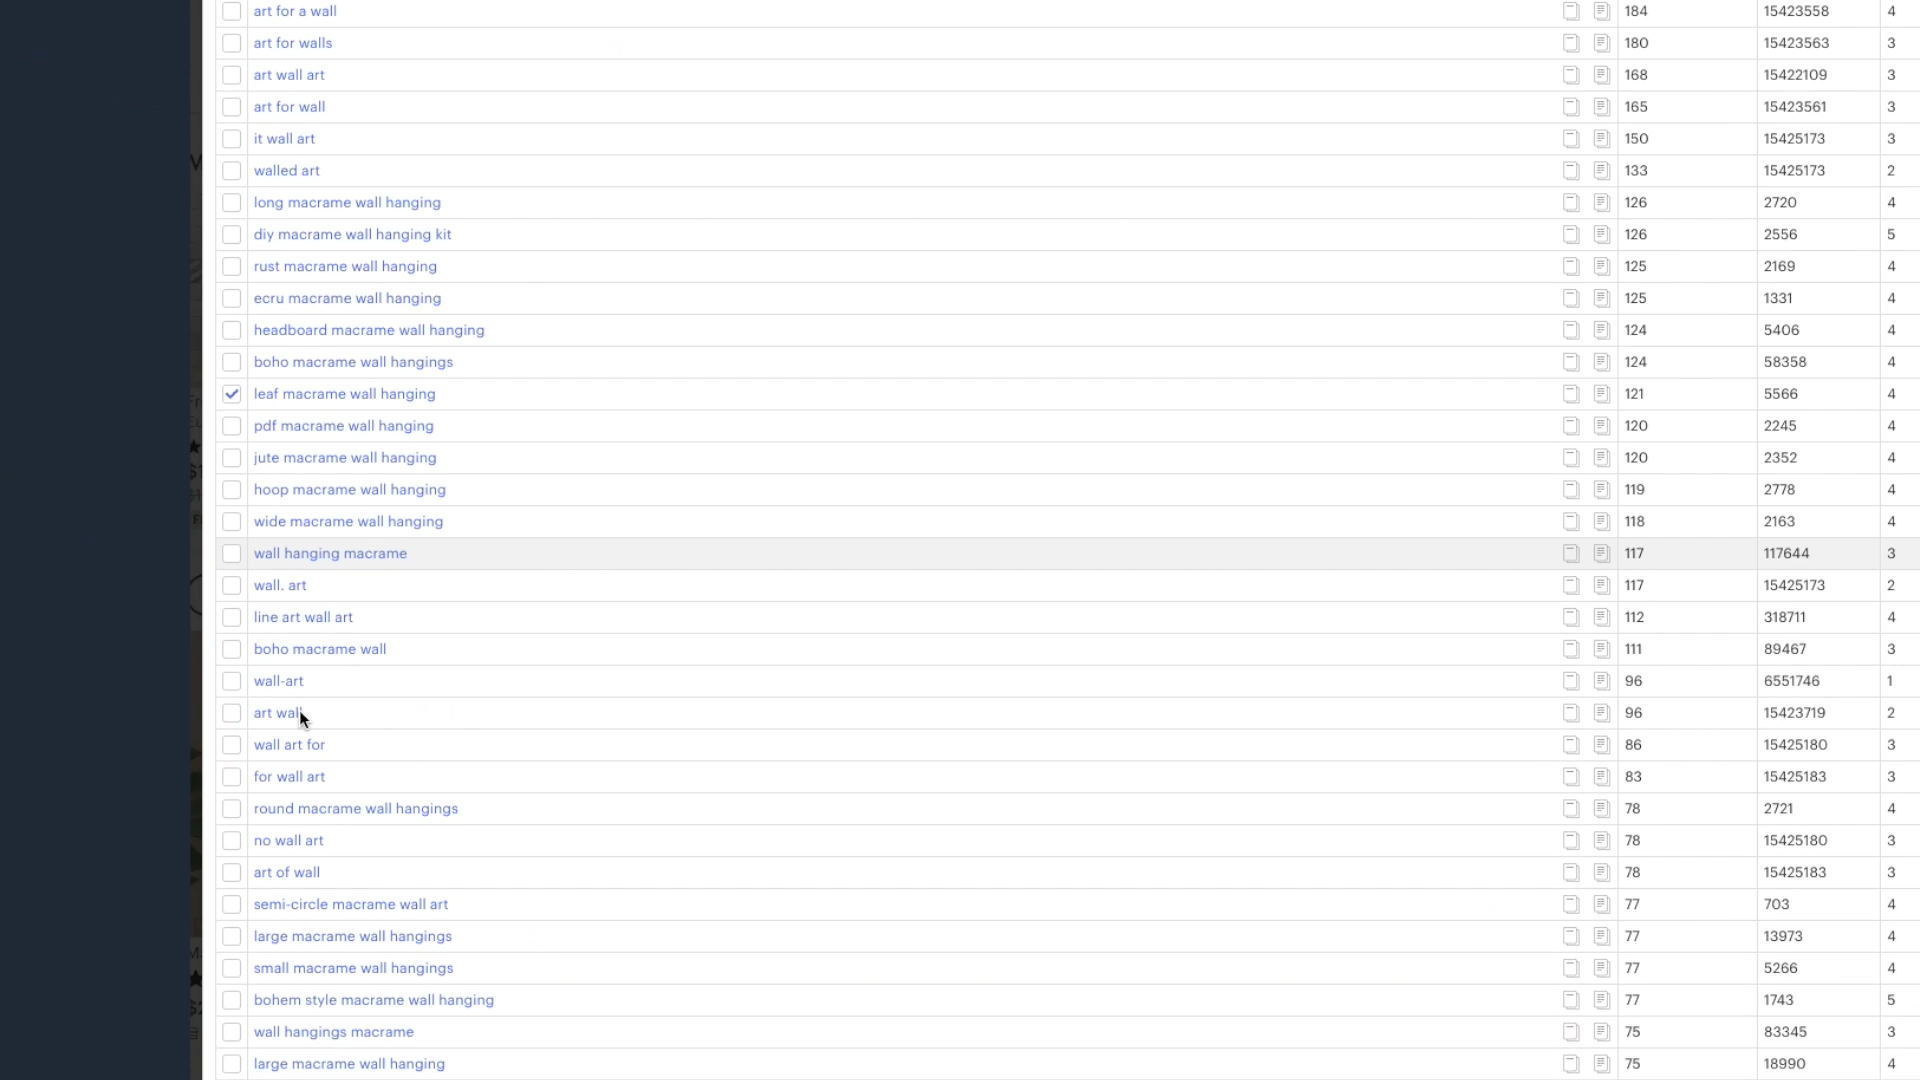 art for a wall 184 15423558 4
art for walls 180 15423563 3
art wall art 168 15422109 3
art for wall 165 15423561 3
it wall art 150 15425173 3
walled art 133 15425173 2
long macrame wall hanging 126 2720 4
diy macrame wall hanging kit 126 2556 5
rust macrame wall hanging 125 2169 4
ecru macrame wall hanging 125 1331 4
headboard macrame wall hanging 124 5406 4
boho macrame wall hangings 124 58358 4
leaf macrame wall hanging 121 5566 4
pdf macrame wall hanging 120 2245 4
jute macrame wall hanging 120 2352 4
hoop macrame wall hanging 119 2778 4
wide macrame wall hanging 118 2163 4
wall hanging macrame 117 117644 3
wall. art 117 15425173 2
line art wall art 112 318711 4
boho macrame wall 111 89467 3
wall-art 96 6551746 1
art wall 96 15423719 2
wall art for 86 15425180 3
for wall art 83 15425183 3
round macrame wall hangings 78 2721 4
no wall art 78 15425180 3
art of wall 78 15425183 3
semi-circle macrame wall art 77 703 4
large macrame wall hangings 77 13973 4
small macrame wall hangings 77 5266 4
bohem style macrame wall hanging 77 1743 5
wall hangings macrame 75 83345 3
large macrame wall hanging 75 18990 4